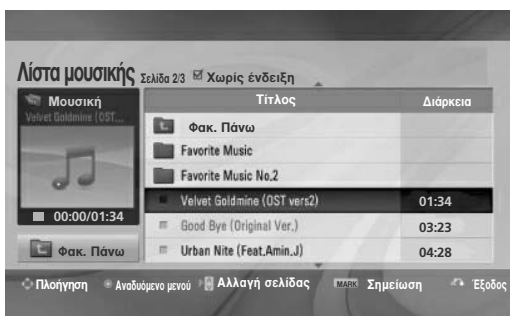 Λίστα μουσικής Σελίδα 2/3 Χωρίς ένδειξη
Μουσική
Velvet Goldmine (OST...
00:00/01:34
Φακ. Πάνω
Τίτλος Διάρκεια
Φακ. Πάνω
Favorite Music
Favorite Music No.2
Velvet Goldmine (OST vers2) 01:34
Good Bye (Original Ver.) 03:23
Urban Nite (Feat.Amin.J) 04:28
Πλοήγηση Αναδυόμενο μενού Αλλαγή σελίδας MARK Σημείωση Έξοδος